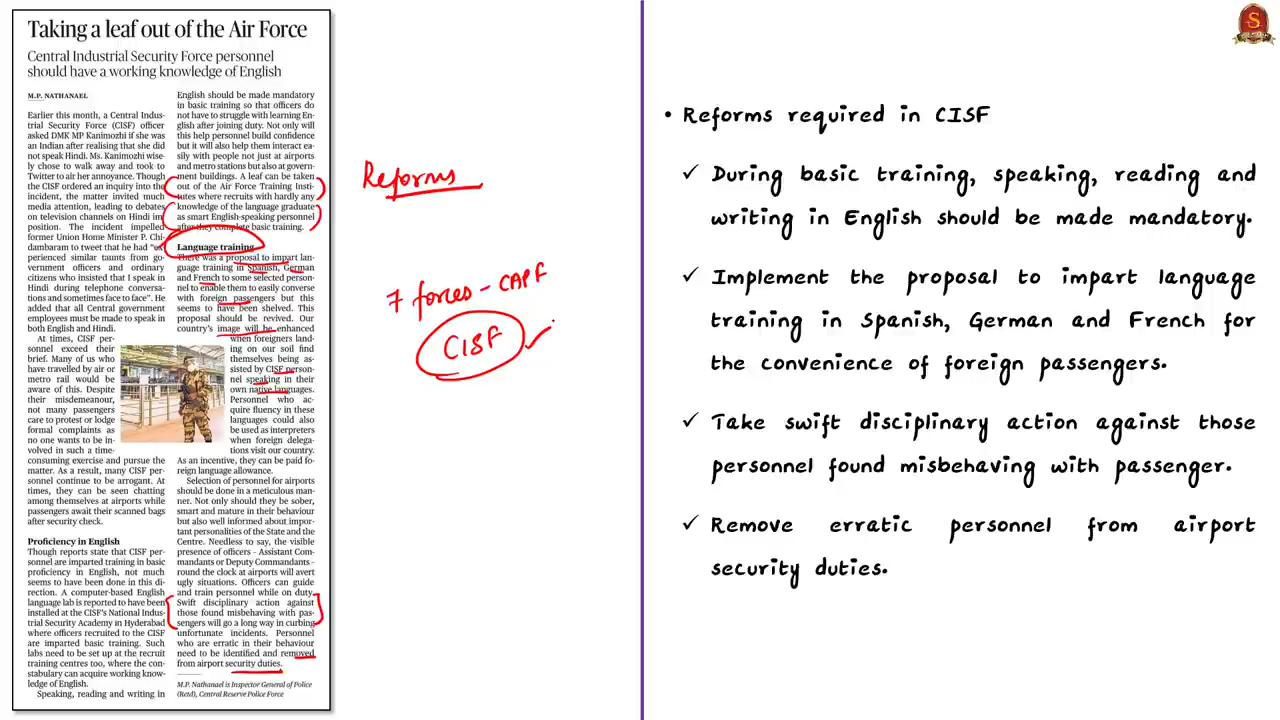 Taking a leaf out of the Air Force
Central Industrial Security Force personnel
should have a working knowledge of English
M.P. NATHANAEL
Earlier this month, a Central Indus-
trial Security Force (CISF) officer
asked DMK MP Kanimozhi if she was
an Indian after realising that she did
not speak Hindi. Ms. Kanimozhi wise-
ly chose to walk away and took to
Twitter to air her annoyance. Though
the CISF ordered an inquiry into the
incident, the matter invited much
media attention, leading to debates
on television channels on Hindi im
position. The incident impelled
former Union Home Minister P. Chi-
dambaram to tweet that he had "ex
perienced similar taunts from go-
vernment officers and ordinary
citizens who insisted that I speak in
Hindi during telephone conversa-
tions and sometimes face to face". He
added that all Central government
employees must be made to speak in
both English and Hindi.
At times, CISF per-
sonnel exceed their
brief. Many of us who
have travelled by air or
metro rail would be
aware of this. Despite
their misdemeanour,
not many passengers
care to protest or lodge
formal complaints as
no one wants to be in-
volved in such a time-
consuming exercise and pursue the
matter. As a result, many CISF per-
sonnel continue to be arrogant. At
times, they can be seen chatting
among themselves at airports while
passengers await their scanned bags
after security check.
Proficiency in English
Though reports state that CISF per-
sonnel are imparted training in basic
proficiency in English, not much
seems to have been done in this di-
rection. A computer-based English
language lab is reported to have been
installed at the CISF's National Indus-
trial Security Academy in Hyderabad
where officers recruited to the CISF
are imparted basic training. Such
labs need to be set up at the recruit
training centres too, where the con-
stabulary can acquire working know-
ledge of English.
Speaking, reading and writing in
English should be made mandatory
in basic training so that officers do
not have to struggle with learning En-
glish after joining duty. Not only will
this help personnel build confidence
but it will also help them interact eas-
ily with people not just at airports
and metro stations but also at govern-
ment buildings. A leaf can be taken
out of the Air Force Training Insti-
tutes where recruits with hardly any
knowledge of the language graduate
as smart English-speaking personnel
after they complete basic training.
Language training
There was a proposal to impart lan-
guage training in Spanish, German
and French to some selected person-
nel to enable them to easily converse
with foreign passengers but this
seems to have been shelved. This
proposal should be revived. Our
country's image will be enhanced
when foreigners land-
ing on our soil find
themselves being as-
sisted by CISF person-
nel speaking in their
own native languages.
Personnel who ac-
quire fluency in these
languages could also
be used as interpreters
when foreign delega-
tions visit our country.
As an incentive, they can be paid fo-
reign language allowance.
Selection of personnel for airports
should be done in a meticulous man-
ner. Not only should they be sober,
smart and mature in their behaviour
but also well informed about impor-
tant personalities of the State and the
Centre. Needless to say, the visible
presence of officers – Assistant Com-
mandants or Deputy Commandants –
round the clock at airports will avert
ugly situations. Officers can guide
and train personnel while on duty.
Swift disciplinary action against
those found misbehaving with pas-
sengers will go a long way in curbing
unfortunate incidents. Personnel
who are erratic in their behaviour
need to be identified and removed
from airport security duties.
M.P. Nathanael is Inspector General of Police
(Retd), Central Reserve Police Force
Reforms
7 forces - CAPF
CISF
• Reforms required in CISF
✓ During basic training, speaking, reading and
writing in English should be made mandatory.
✓ Implement the proposal to impart language
training in Spanish, German and French for
the convenience of foreign passengers.
✓ Take swift disciplinary action against those
personnel found misbehaving with passenger.
✓ Remove erratic personnel from airport
security duties.